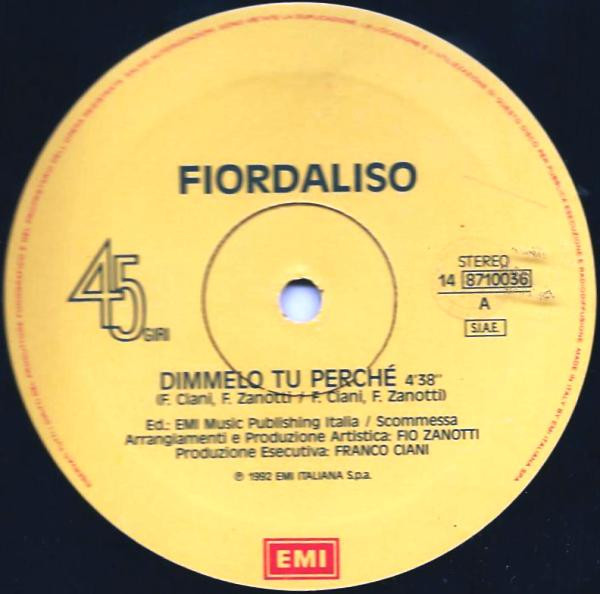 FIORDALISO
45
GIRI
STEREO
14 8710036
A
S.I.A.E.
DIMMELO TU PERCHÉ 4'38"
(F. Ciani, F. Zanotti / F. Ciani, F. Zanotti)
Ed.: EMI Music Publishing Italia / Scommessa
Arrangiamenti e Produzione Artistica: FIO ZANOTTI
Produzione Esecutiva: FRANCO CIANI
℗ 1992 EMI ITALIANA S.p.a.
EMI